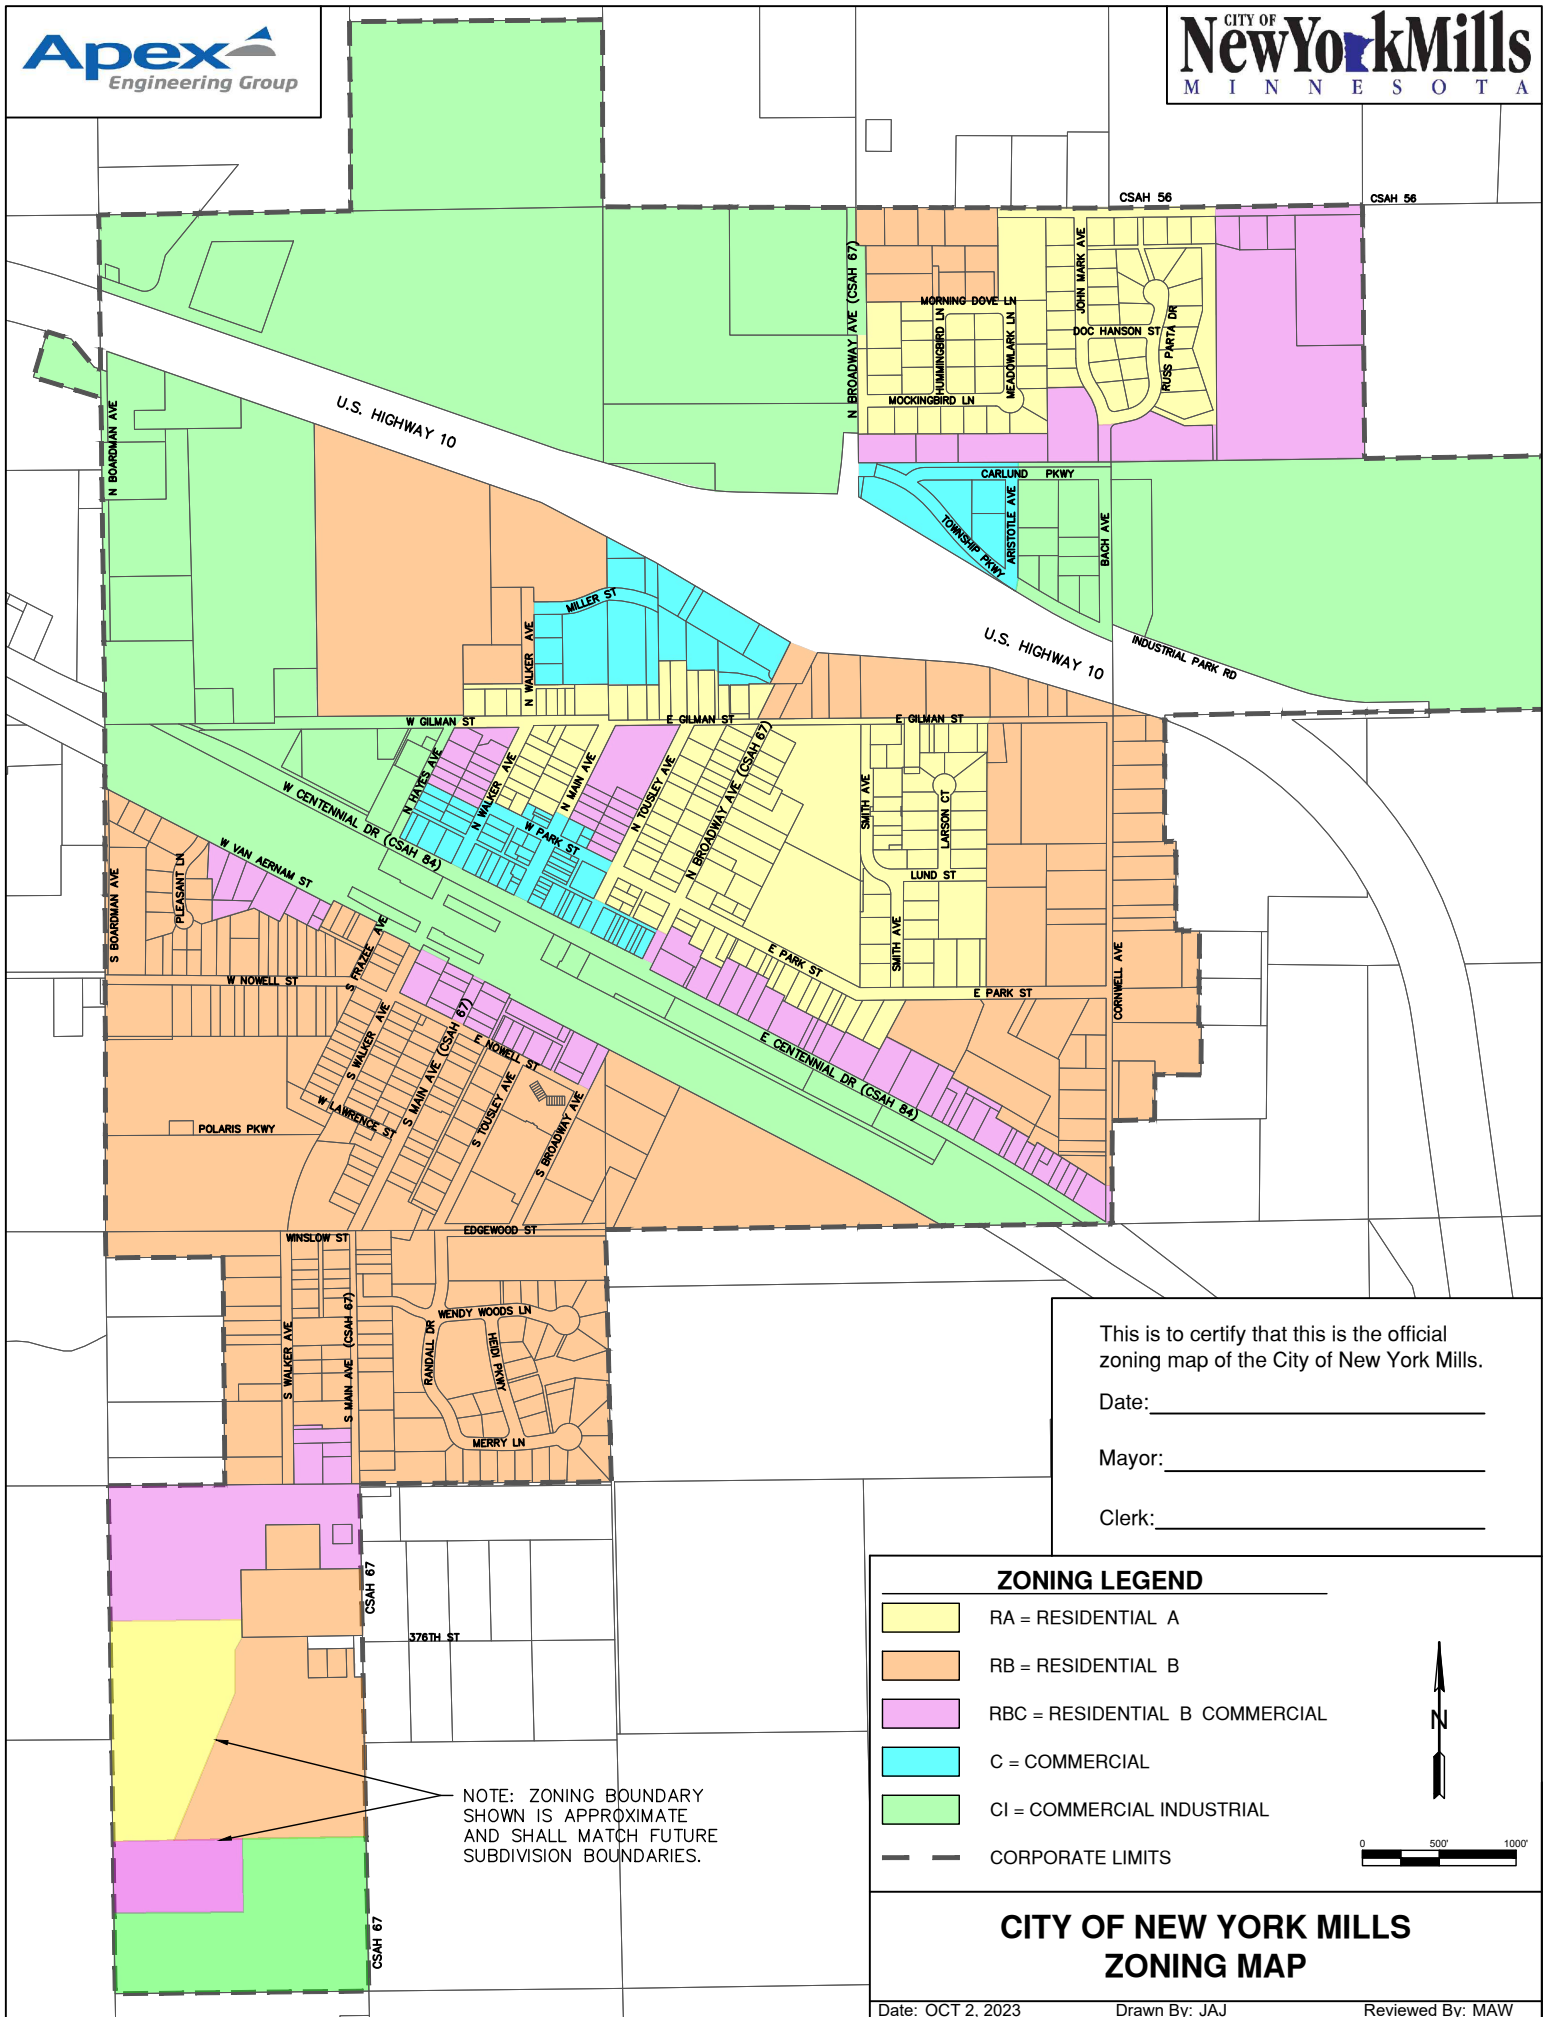 Apex
Engineering Group
CITY OF
NewYorkMills
MINNESOTA
CSAH 56
CSAH 56
N BROADWAY AVE (CSAH 67)
JOHN MARK AVE
MORNING DOVE LN
HUMMINGBIRD LN
MEADOWLARK LN
DOC HANSON ST
RUSS PARTA DR
MOCKINGBIRD LN
U.S. HIGHWAY 10
N BOARDMAN AVE
CARLUND PKWY
ARISTOTLE AVE
TOWNSHIP PKWY
BACH AVE
MILLER ST
N WALKER AVE
U.S. HIGHWAY 10
INDUSTRIAL PARK RD
W GILMAN ST
E GILMAN ST
E GILMAN ST
N HAYES AVE
N WALKER AVE
N MAIN AVE
N TOUSLEY AVE
N BROADWAY AVE (CSAH 67)
SMITH AVE
LARSON CT
W CENTENNIAL DR (CSAH 84)
W PARK ST
W VAN AERNAM ST
PLEASANT LN
S BOARDMAN AVE
LUND ST
SMITH AVE
S FRAZEE AVE
W NOWELL ST
E PARK ST
E PARK ST
CORNWELL AVE
S WALKER AVE
S MAIN AVE (CSAH 67)
E NOWELL ST
E CENTENNIAL DR (CSAH 84)
W LAWRENCE ST
S TOUSLEY AVE
S BROADWAY AVE
POLARIS PKWY
EDGEWOOD ST
WINSLOW ST
WENDY WOODS LN
S WALKER AVE
S MAIN AVE (CSAH 67)
RANDALL DR
HEIDI PKWY
MERRY LN
CSAH 67
376TH ST
NOTE: ZONING BOUNDARY
SHOWN IS APPROXIMATE
AND SHALL MATCH FUTURE
SUBDIVISION BOUNDARIES.
CSAH 67
This is to certify that this is the official
zoning map of the City of New York Mills.
Date:
Mayor:
Clerk:
ZONING LEGEND
RA = RESIDENTIAL A
RB = RESIDENTIAL B
RBC = RESIDENTIAL B COMMERCIAL
C = COMMERCIAL
CI = COMMERCIAL INDUSTRIAL
CORPORATE LIMITS
N
0 500' 1000'
CITY OF NEW YORK MILLS
ZONING MAP
Date: OCT 2, 2023 Drawn By: JAJ Reviewed By: MAW